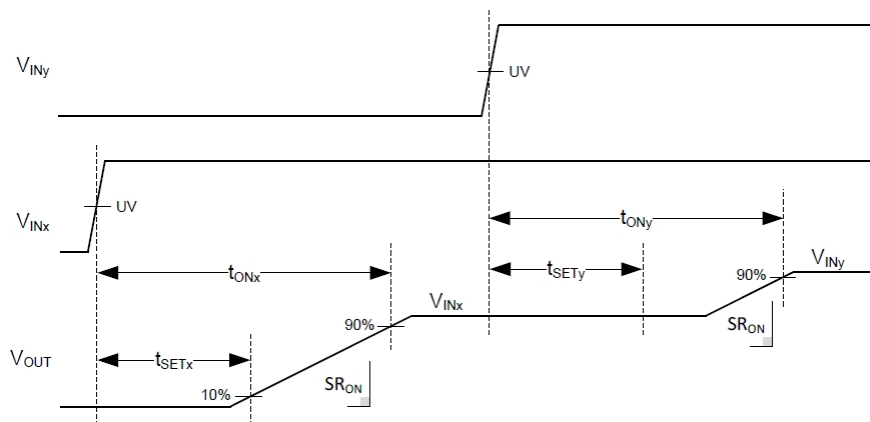 VINy
UV
VINx
UV
tONy
tONx
tSETy
90%
VINy
VINx
90%
SRON
VOUT
tSETx
10%
SRON